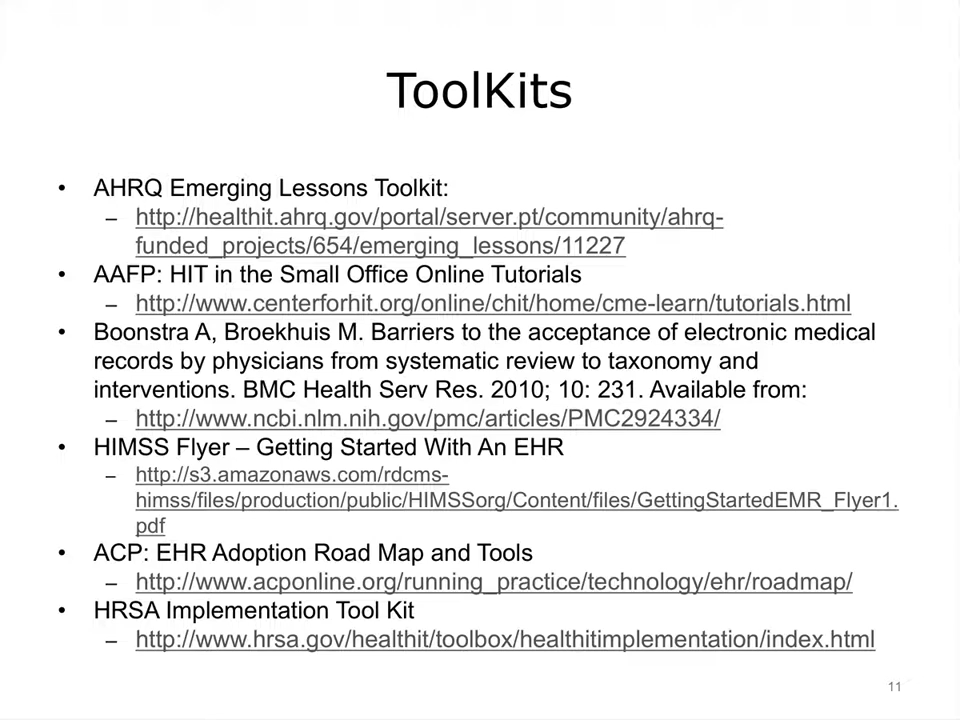 ToolKits
• AHRQ Emerging Lessons Toolkit:
– http://healthit.ahrq.gov/portal/server.pt/community/ahrq-
funded_projects/654/emerging_lessons/11227
• AAFP: HIT in the Small Office Online Tutorials
– http://www.centerforhit.org/online/chit/home/cme-learn/tutorials.html
• Boonstra A, Broekhuis M. Barriers to the acceptance of electronic medical
records by physicians from systematic review to taxonomy and
interventions. BMC Health Serv Res. 2010; 10: 231. Available from:
– http://www.ncbi.nlm.nih.gov/pmc/articles/PMC2924334/
• HIMSS Flyer – Getting Started With An EHR
– http://s3.amazonaws.com/rdcms-
himss/files/production/public/HIMSSorg/Content/files/GettingStartedEMR_Flyer1.
pdf
• ACP: EHR Adoption Road Map and Tools
– http://www.acponline.org/running_practice/technology/ehr/roadmap/
• HRSA Implementation Tool Kit
– http://www.hrsa.gov/healthit/toolbox/healthitimplementation/index.html
11